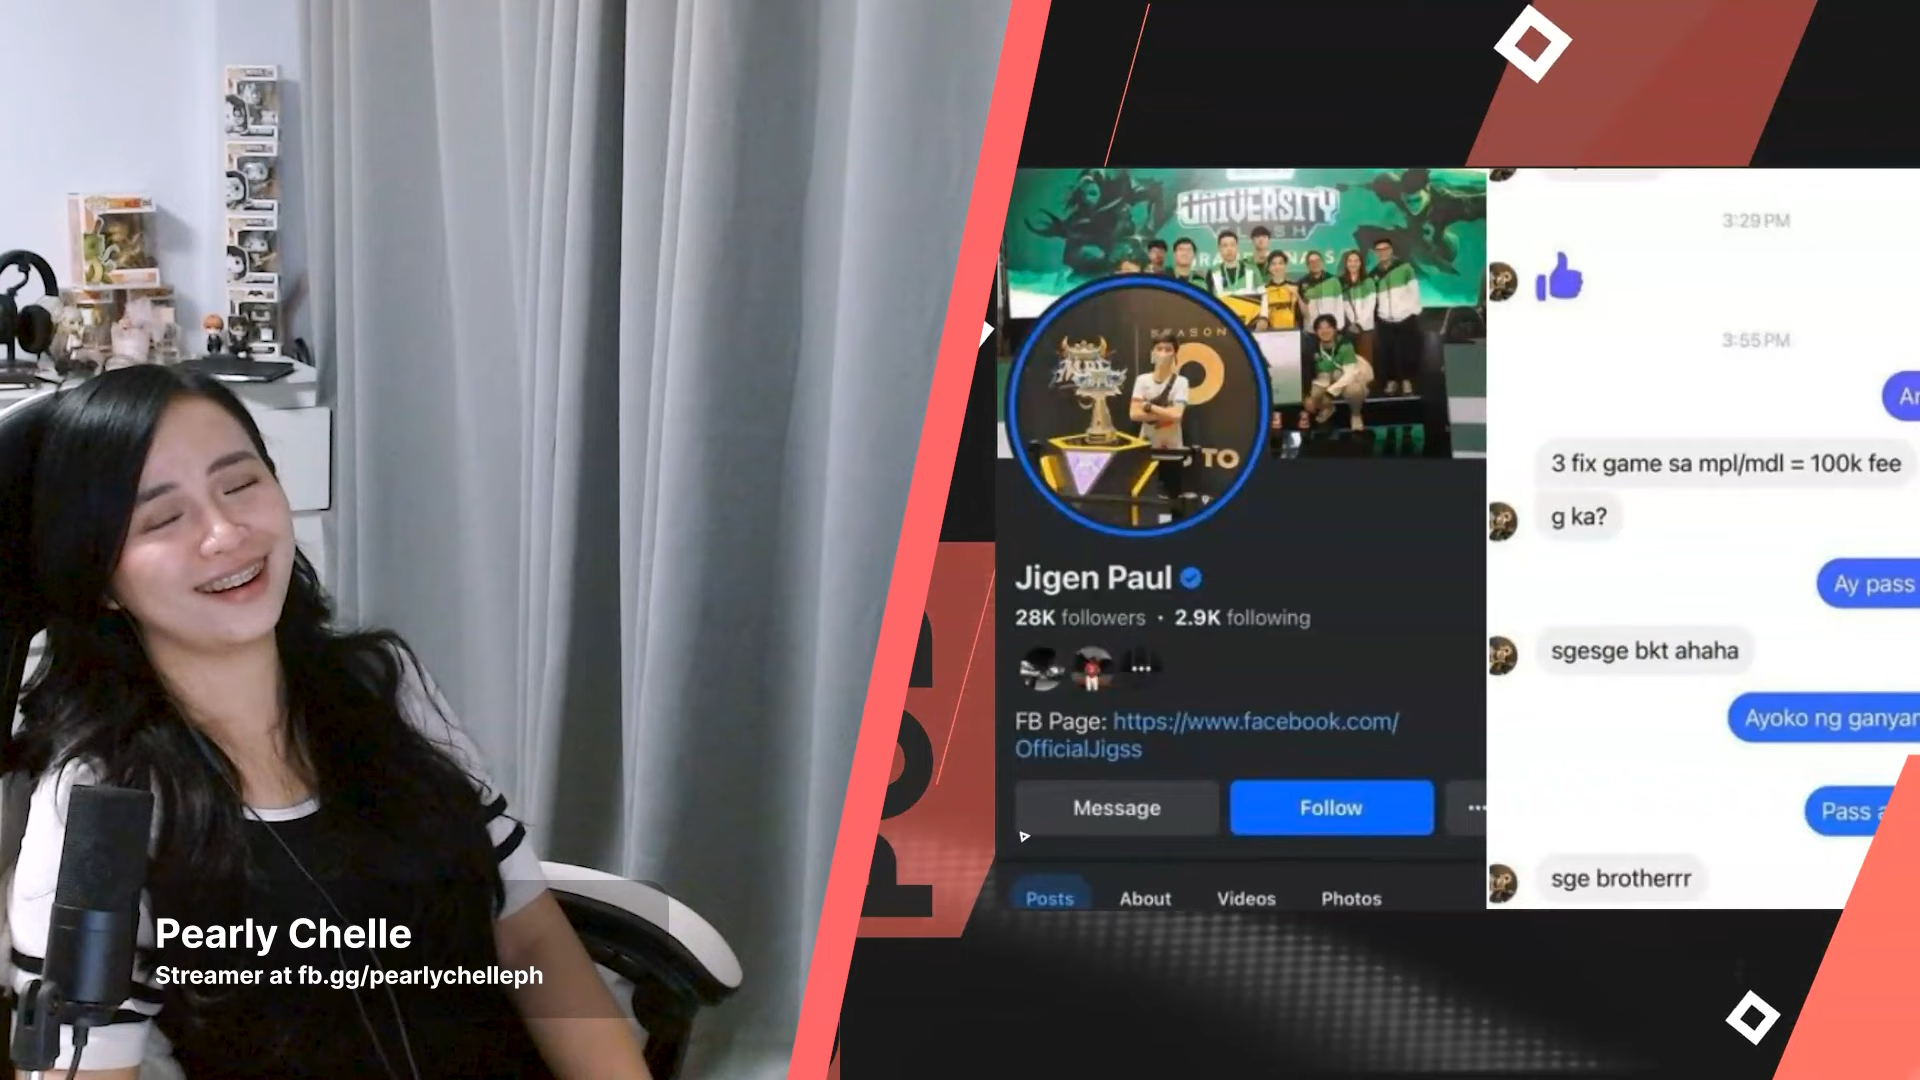 Pearly Chelle
Streamer at fb.gg/pearlychelleph
UNIVERSITY
SEASON
TO
Jigen Paul
28K followers · 2.9K following
FB Page: https://www.facebook.com/
OfficialJigss
Message
Follow
Posts
About
Videos
Photos
3:29 PM
3:55 PM
3 fix game sa mpl/mdl = 100k fee
g ka?
Ay pass
sgesge bkt ahaha
Ayoko ng ganyan
Pass
sge brotherrr